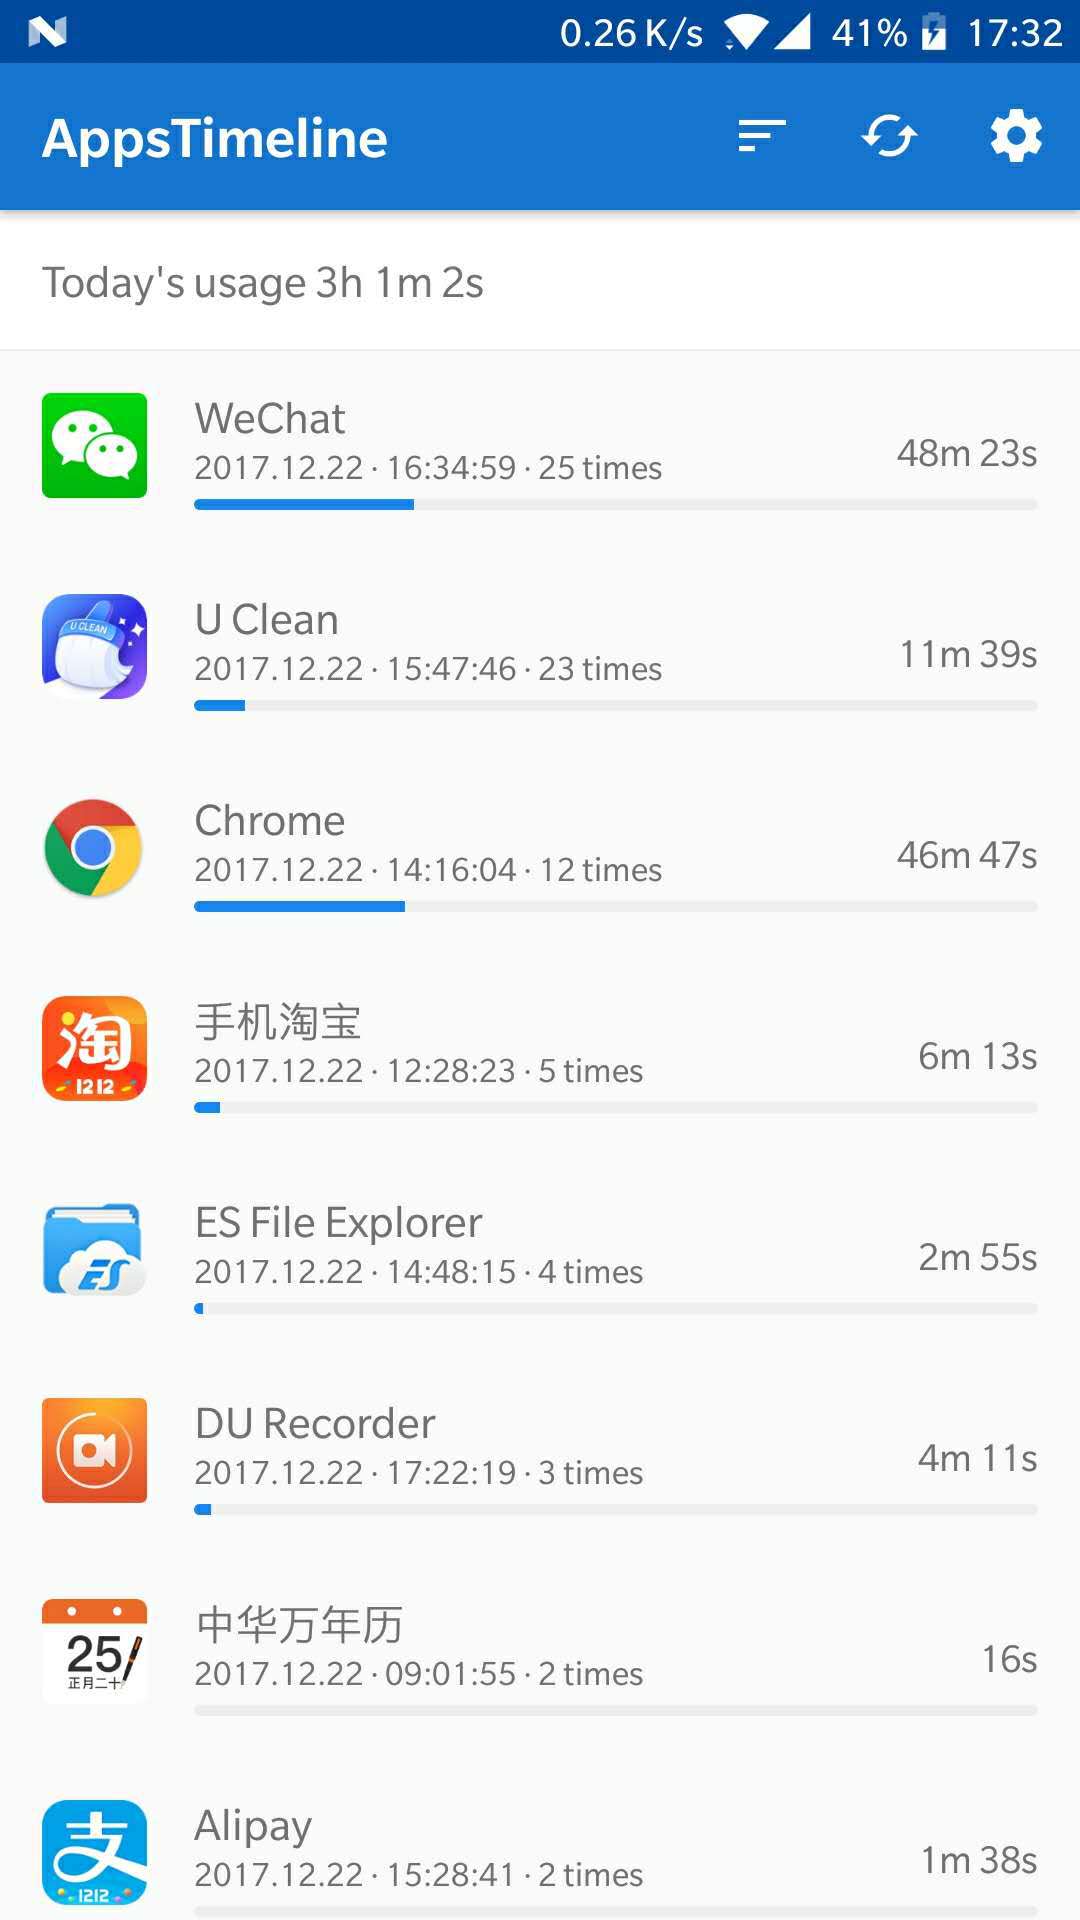 0.26 K/s 41% 17:32
AppsTimeline
Today's usage 3h 1m 2s
WeChat
2017.12.22 · 16:34:59 · 25 times
48m 23s
U CLEAN
U Clean
2017.12.22 · 15:47:46 · 23 times
11m 39s
Chrome
2017.12.22 · 14:16:04 · 12 times
46m 47s
淘
1212
手机淘宝
2017.12.22 · 12:28:23 · 5 times
6m 13s
ES
ES File Explorer
2017.12.22 · 14:48:15 · 4 times
2m 55s
DU Recorder
2017.12.22 · 17:22:19 · 3 times
4m 11s
25
正月二十
中华万年历
2017.12.22 · 09:01:55 · 2 times
16s
支
1212
Alipay
2017.12.22 · 15:28:41 · 2 times
1m 38s